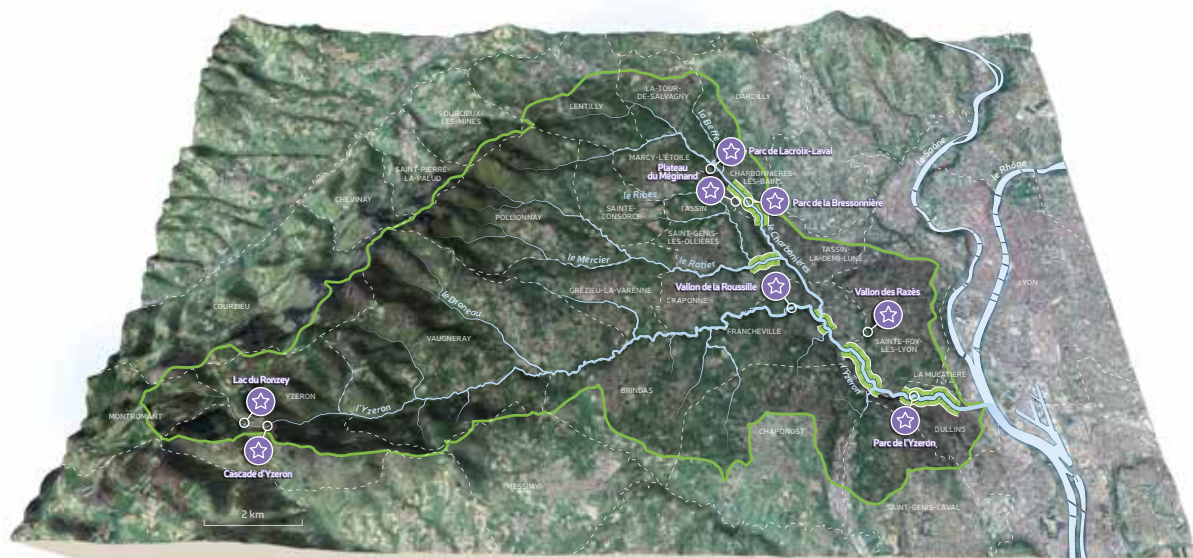 LA-TOUR-
DE-SALVAGNY
DARDILLY
LENTILLY
SOURCIEUX-
LES-MINES
la Beffe
la Saône
le Rhône
Parc de Lacroix-Laval
MARCY-L'ÉTOILE
Plateau
du Méginand
CHARBONNIÈRES-
LES-BAINS
SAINT-PIERRE-
LA-PALUD
CHEVINAY
le Ribes
TASSIN
Parc de la Bressonnière
SAINTE-
CONSORCE
POLLIONNAY
SAINT-GENIS-
LES-OLLIÈRES
le Charbonnières
TASSIN-
LA-DEMI-LUNE
le Mercier
le Ratier
LYON
GRÉZIEU-LA-VARENNE
Vallon de la Roussille
CRAPONNE
Vallon des Razès
COURZIEU
le Dronau
FRANCHEVILLE
VAUGNERAY
SAINTE-FOY-
LÈS-LYON
LA MULATIÈRE
Lac du Ronzey
YZERON
BRINDAS
l'Yzeron
l'Yzeron
MONTROMANT
CHAPONOST
OULLINS
Parc de l'Yzeron
Cascade d'Yzeron
MESSIMY
SAINT-GENIS-LAVAL
2 km